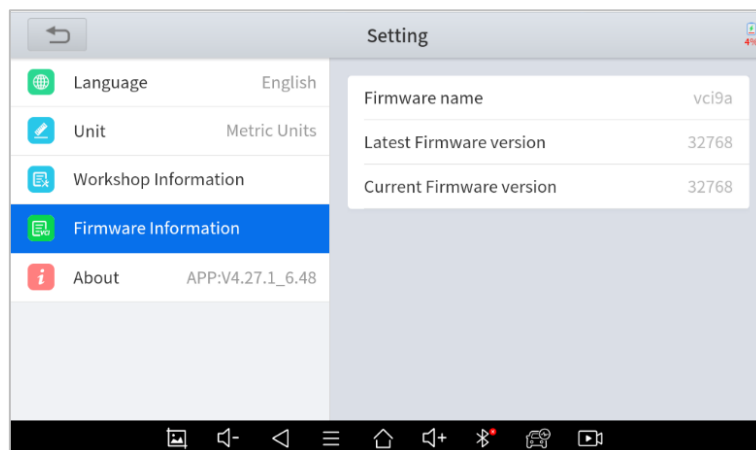 Setting
4%
Language English
Unit Metric Units
Workshop Information
Firmware Information
About APP:V4.27.1_6.48
Firmware name vci9a
Latest Firmware version 32768
Current Firmware version 32768